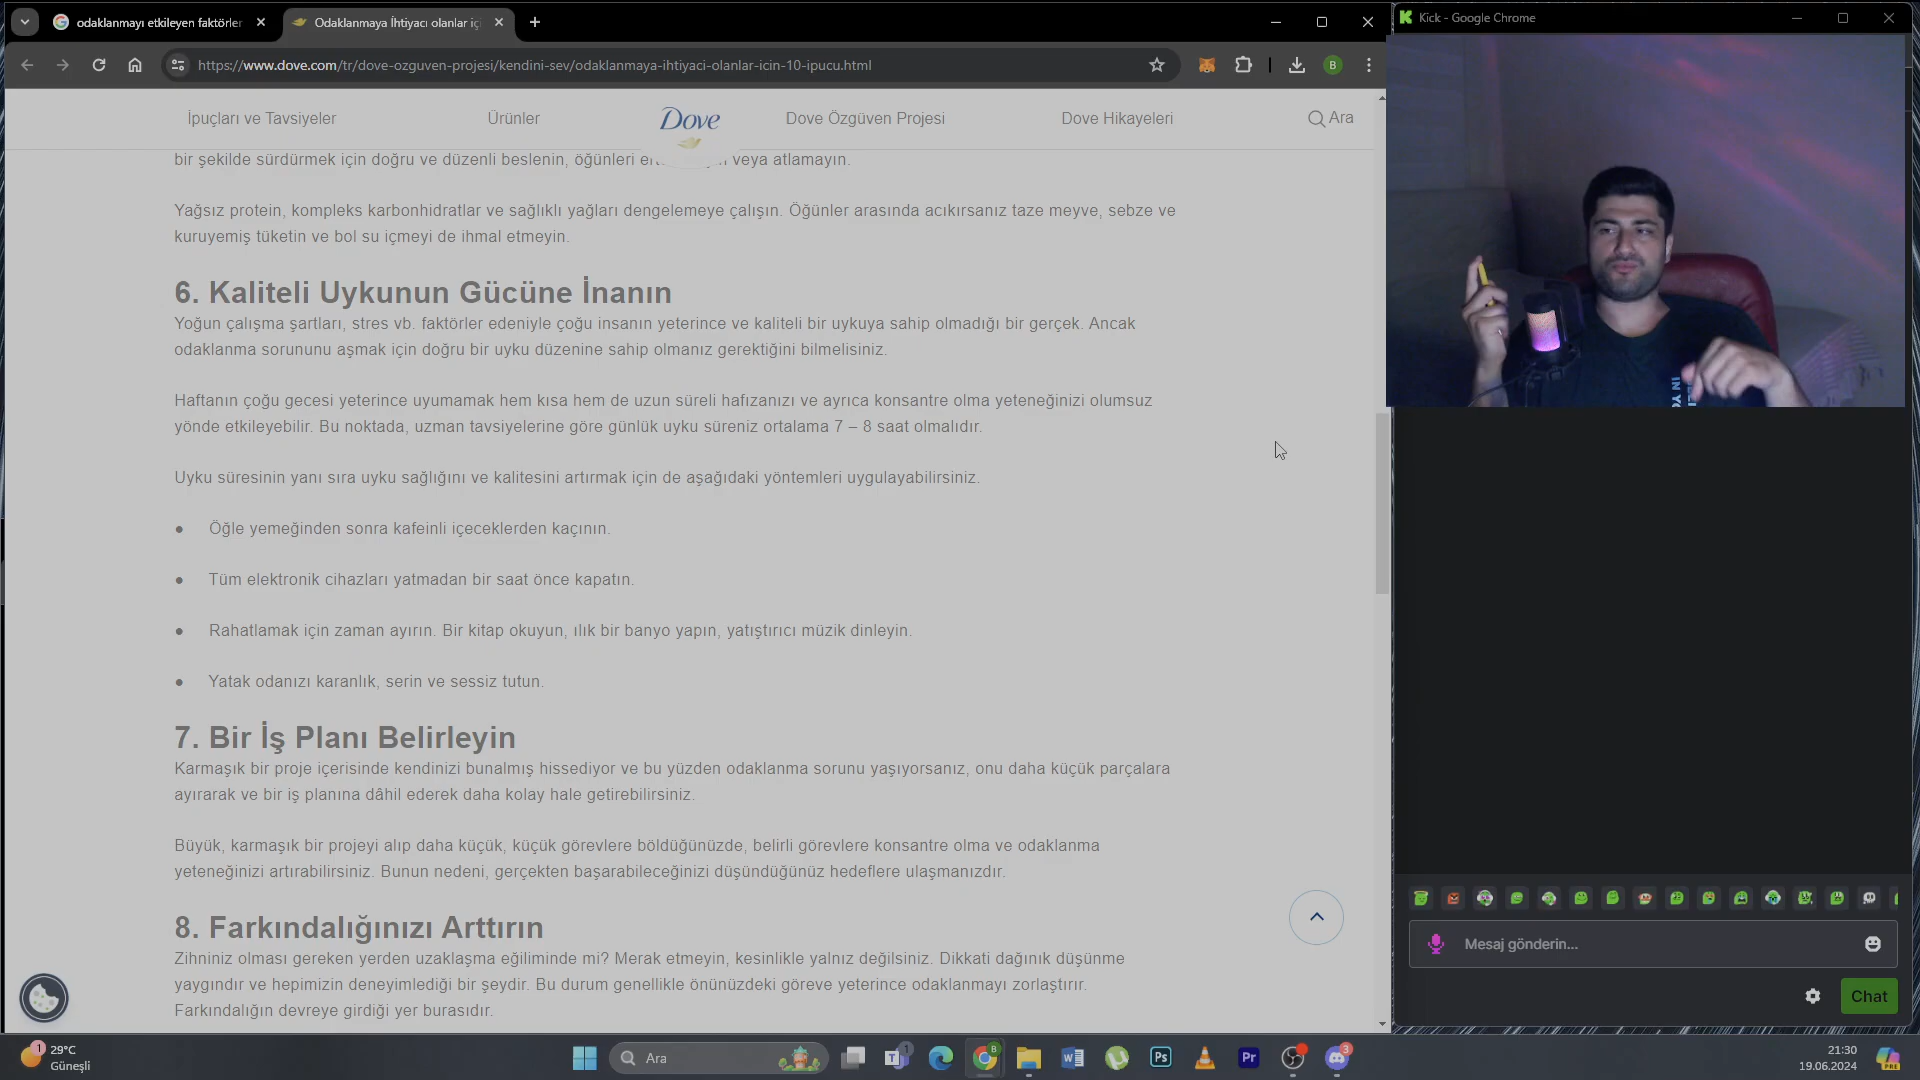 odaklanmayı etkileyen faktörler
Odaklanmaya İhtiyacı olanlar içi
Kick - Google Chrome
https://www.dove.com/tr/dove-ozguven-projesi/kendini-sev/odaklanmaya-ihtiyaci-olanlar-icin-10-ipucu.html
B
İpuçları ve Tavsiyeler
Ürünler
Dove
Dove Özgüven Projesi
Dove Hikayeleri
Ara
bir şekilde sürdürmek için doğru ve düzenli beslenin, öğünleri veya atlamayın.
Yağsız protein, kompleks karbonhidratlar ve sağlıklı yağları dengelemeye çalışın. Öğünler arasında acıkırsanız taze meyve, sebze ve
kuruyemiş tüketin ve bol su içmeyi de ihmal etmeyin.
6. Kaliteli Uykunun Gücüne İnanın
Yoğun çalışma şartları, stres vb. faktörler edeniyle çoğu insanın yeterince ve kaliteli bir uykuya sahip olmadığı bir gerçek. Ancak
odaklanma sorununu aşmak için doğru bir uyku düzenine sahip olmanız gerektiğini bilmelisiniz.
Haftanın çoğu gecesi yeterince uyumamak hem kısa hem de uzun süreli hafızanızı ve ayrıca konsantre olma yeteneğinizi olumsuz
yönde etkileyebilir. Bu noktada, uzman tavsiyelerine göre günlük uyku süreniz ortalama 7 – 8 saat olmalıdır.
Uyku süresinin yanı sıra uyku sağlığını ve kalitesini artırmak için de aşağıdaki yöntemleri uygulayabilirsiniz.
● Öğle yemeğinden sonra kafeinli içeceklerden kaçının.
● Tüm elektronik cihazları yatmadan bir saat önce kapatın.
● Rahatlamak için zaman ayırın. Bir kitap okuyun, ılık bir banyo yapın, yatıştırıcı müzik dinleyin.
● Yatak odanızı karanlık, serin ve sessiz tutun.
7. Bir İş Planı Belirleyin
Karmaşık bir proje içerisinde kendinizi bunalmış hissediyor ve bu yüzden odaklanma sorunu yaşıyorsanız, onu daha küçük parçalara
ayırarak ve bir iş planına dâhil ederek daha kolay hale getirebilirsiniz.
Büyük, karmaşık bir projeyi alıp daha küçük, küçük görevlere böldüğünüzde, belirli görevlere konsantre olma ve odaklanma
yeteneğinizi artırabilirsiniz. Bunun nedeni, gerçekten başarabileceğinizi düşündüğünüz hedeflere ulaşmanızdır.
8. Farkındalığınızı Arttırın
Zihniniz olması gereken yerden uzaklaşma eğiliminde mi? Merak etmeyin, kesinlikle yalnız değilsiniz. Dikkati dağınık düşünme
yaygındır ve hepimizin deneyimlediği bir şeydir. Bu durum genellikle önünüzdeki göreve yeterince odaklanmayı zorlaştırır.
Farkındalığın devreye girdiği yer burasıdır.
Mesaj gönderin...
Chat
1
29°C
Güneşli
Ara
1
B
Ps
Pr
3
21:30
19.06.2024
PRE